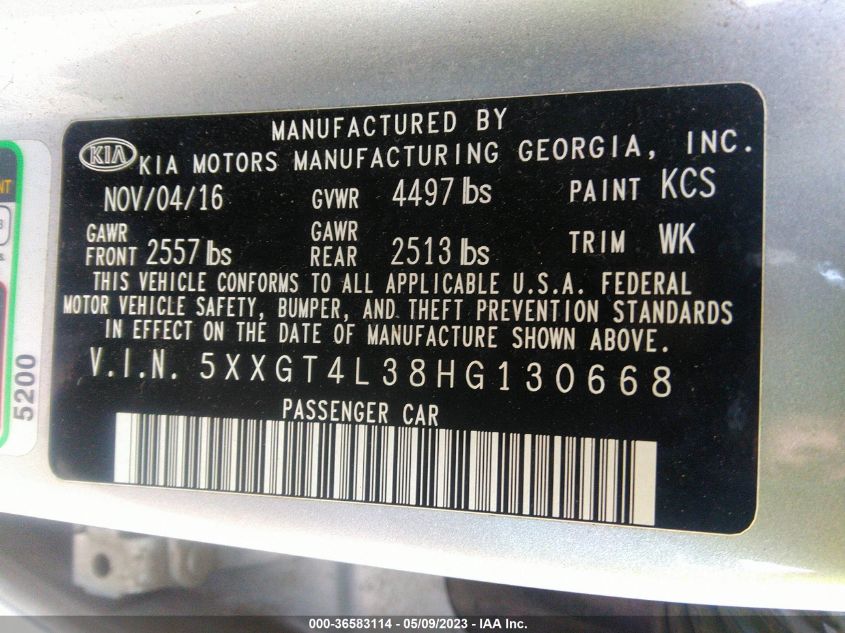 MANUFACTURED BY
KIA KIA MOTORS MANUFACTURING GEORGIA, INC.
NOV/04/16 GVWR 4497 lbs PAINT KCS
GAWR FRONT 2557 lbs GAWR REAR 2513 lbs TRIM WK
THIS VEHICLE CONFORMS TO ALL APPLICABLE U.S.A. FEDERAL
MOTOR VEHICLE SAFETY, BUMPER, AND THEFT PREVENTION STANDARDS
IN EFFECT ON THE DATE OF MANUFACTURE SHOWN ABOVE.
V.I.N. 5XXGT4L38HG130668
PASSENGER CAR
5200
000-36583114 - 05/09/2023 - IAA Inc.